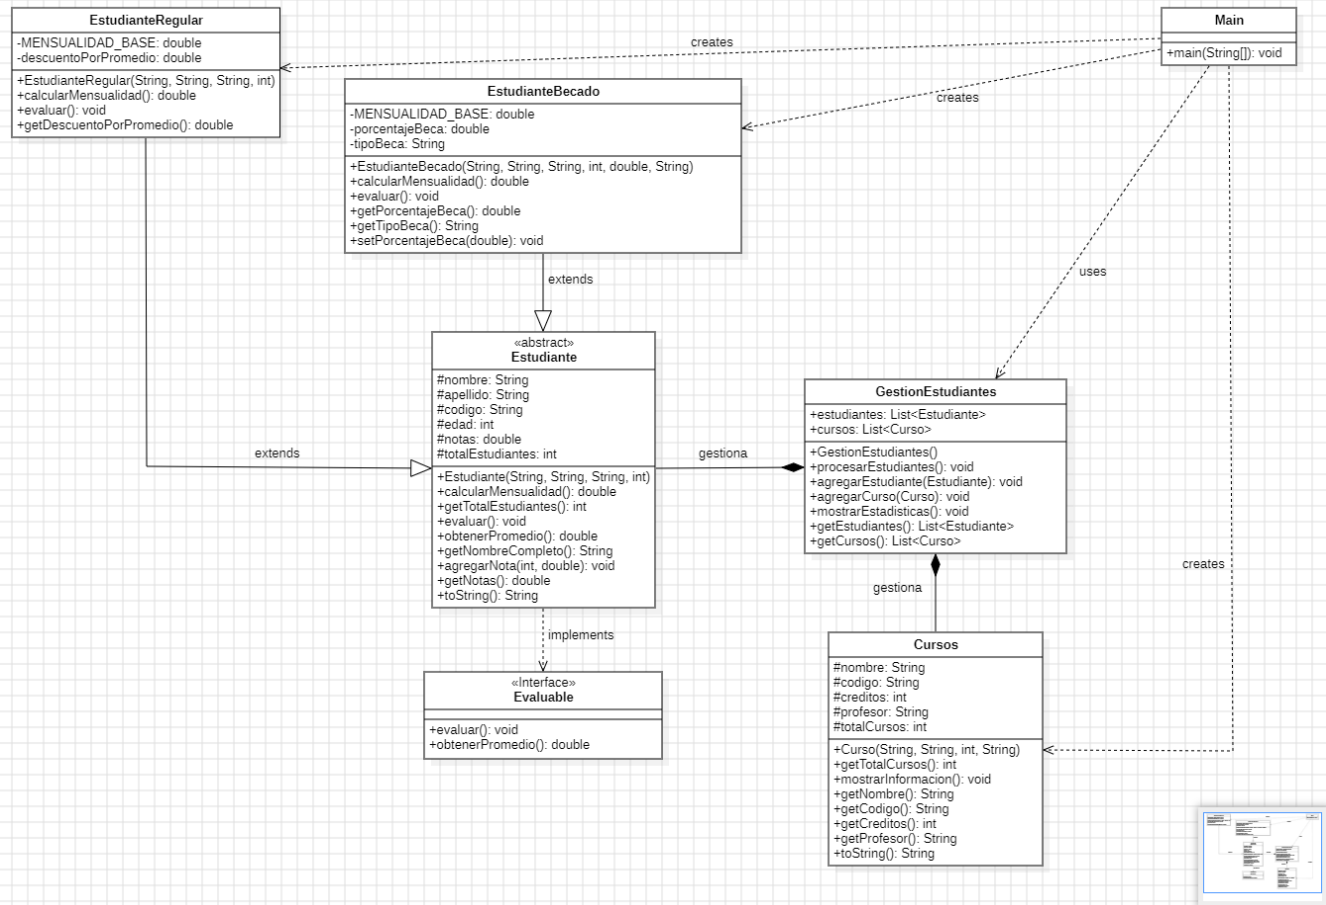 EstudianteRegular
-MENSUALIDAD_BASE: double
-descuentoPorPromedio: double
+EstudianteRegular(String, String, String, int)
+calcularMensualidad(): double
+evaluar(): void
+getDescuentoPorPromedio(): double
Main
+main(String[]): void
creates
creates
EstudianteBecado
-MENSUALIDAD_BASE: double
-porcentajeBeca: double
-tipoBeca: String
+EstudianteBecado(String, String, String, int, double, String)
+calcularMensualidad(): double
+evaluar(): void
+getPorcentajeBeca(): double
+getTipoBeca(): String
+setPorcentajeBeca(double): void
extends
uses
«abstract»
Estudiante
#nombre: String
#apellido: String
#codigo: String
#edad: int
#notas: double
#totalEstudiantes: int
+Estudiante(String, String, String, int)
+calcularMensualidad(): double
+getTotalEstudiantes(): int
+evaluar(): void
+obtenerPromedio(): double
+getNombreCompleto(): String
+agregarNota(int, double): void
+getNotas(): double
+toString(): String
extends
gestiona
GestionEstudiantes
+estudiantes: List<Estudiante>
+cursos: List<Curso>
+GestionEstudiantes()
+procesarEstudiantes(): void
+agregarEstudiante(Estudiante): void
+agregarCurso(Curso): void
+mostrarEstadisticas(): void
+getEstudiantes(): List<Estudiante>
+getCursos(): List<Curso>
gestiona
creates
implements
«Interface»
Evaluable
+evaluar(): void
+obtenerPromedio(): double
Cursos
#nombre: String
#codigo: String
#creditos: int
#profesor: String
#totalCursos: int
+Curso(String, String, int, String)
+getTotalCursos(): int
+mostrarInformacion(): void
+getNombre(): String
+getCodigo(): String
+getCreditos(): int
+getProfesor(): String
+toString(): String